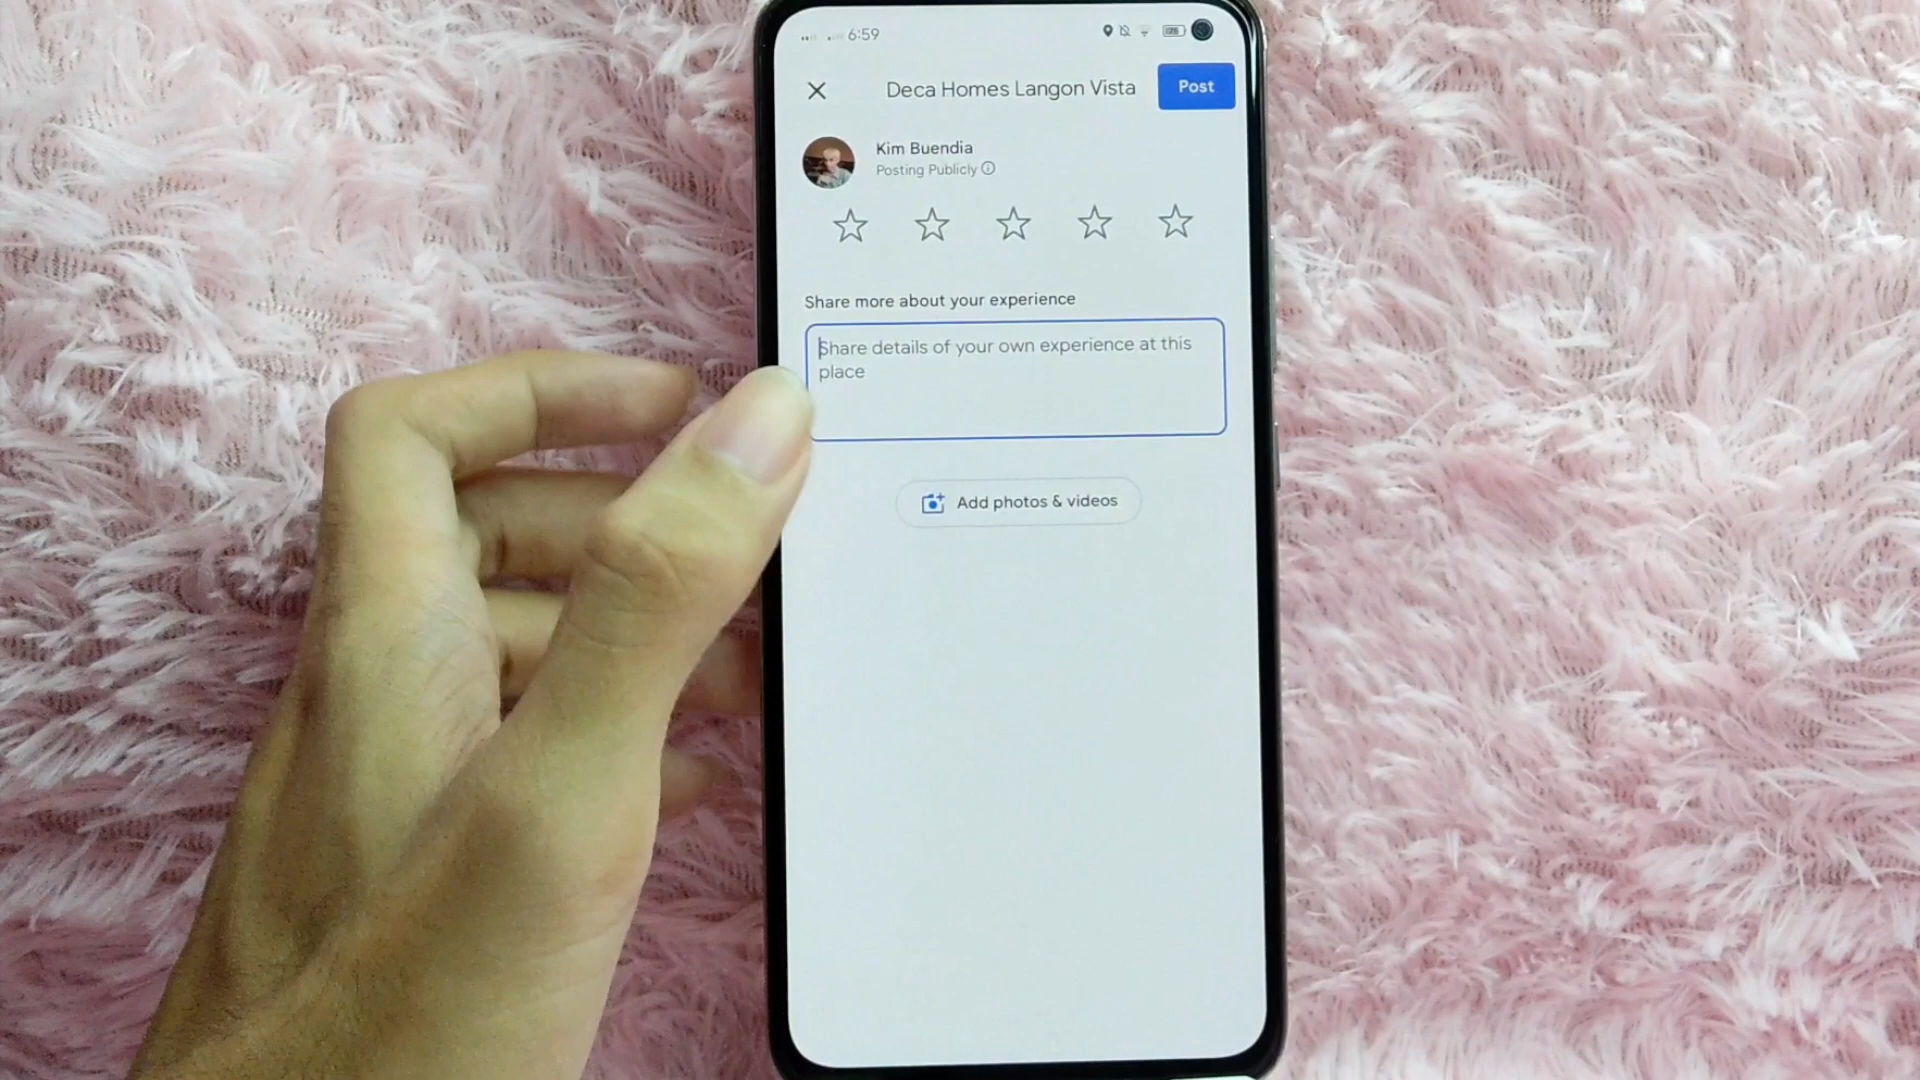 6:59
Deca Homes Langon Vista
Post
Kim Buendia
Posting Publicly
Share more about your experience
Share details of your own experience at this
place
Add photos & videos